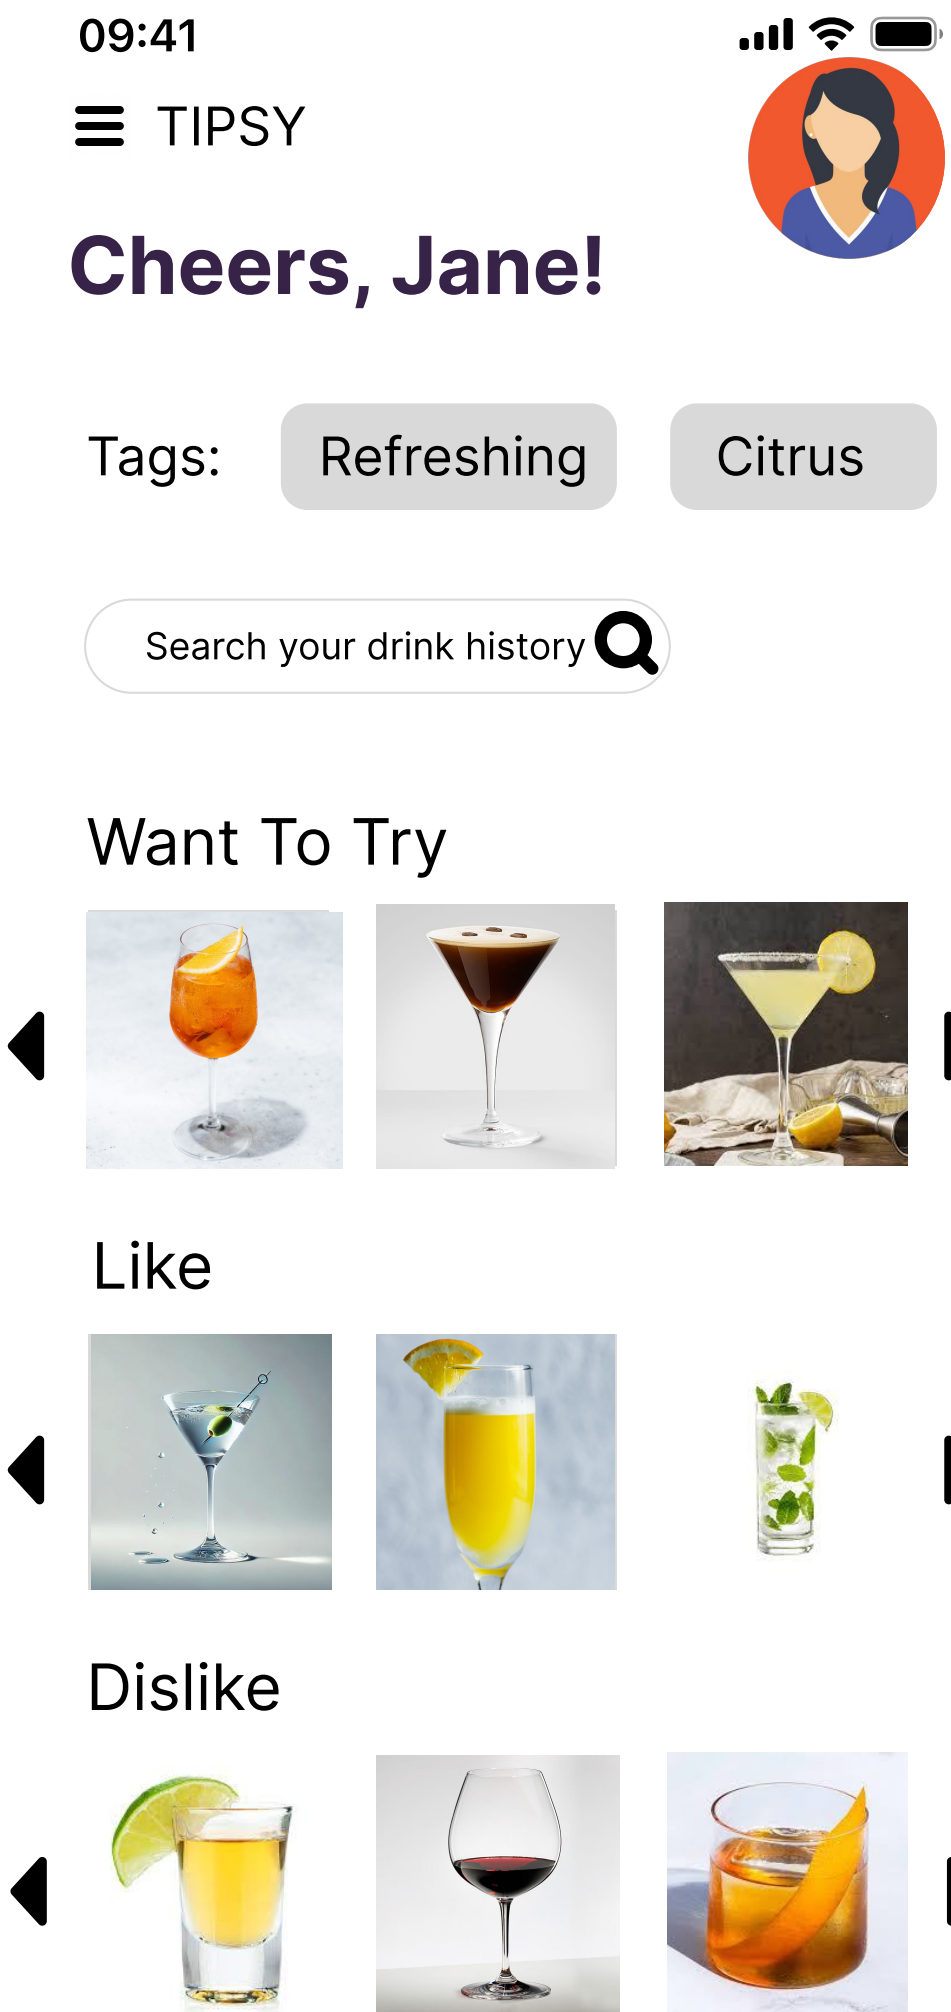 09:41
TIPSY
Cheers, Jane!
Tags: Refreshing Citrus
Search your drink history
Want To Try
Like
Dislike